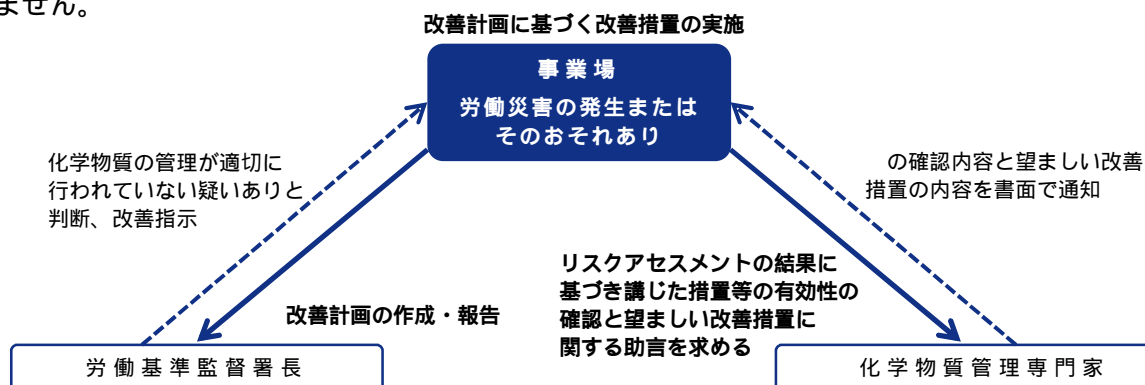 ません。
改善計画に基づく改善措置の実施
事業場
労働災害の発生または
そのおそれあり
化学物質の管理が適切に
行われていない疑いありと
判断、改善指示
の確認内容と望ましい改善
措置の内容を書面で通知
改善計画の作成・報告
リスクアセスメントの結果に
基づき講じた措置等の有効性の
確認と望ましい改善措置に
関する助言を求める
労働基準監督署長
化学物質管理専門家